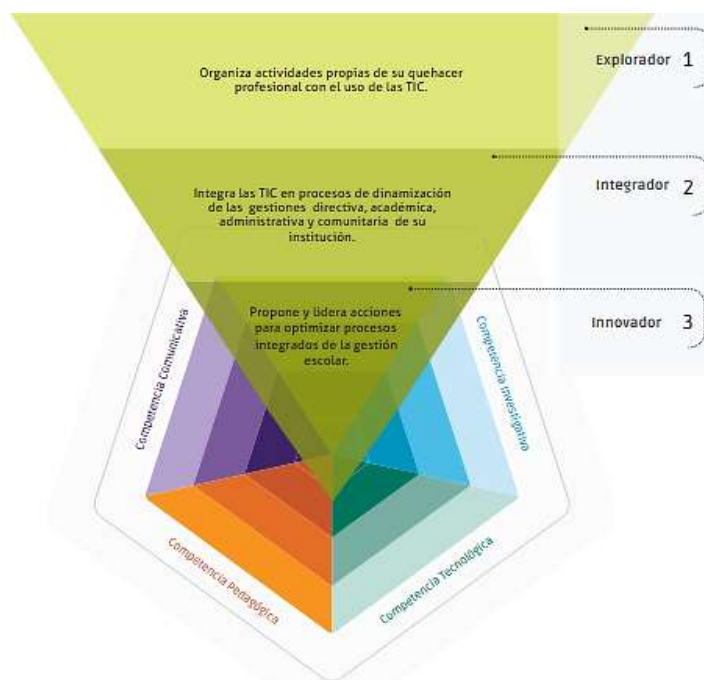 Organiza actividades propias de su quehacer
profesional con el uso de las TIC.
Explorador 1
Integra las TIC en procesos de dinamización
de las gestiones directiva, académica,
administrativa y comunitaria de su
institución.
Integrador 2
Propone y lidera acciones
para optimizar procesos
integrados de la gestión
escolar.
Innovador 3
Competencia Comunicativa
Competencia Investigativa
Competencia Pedagógica
Competencia Tecnológica